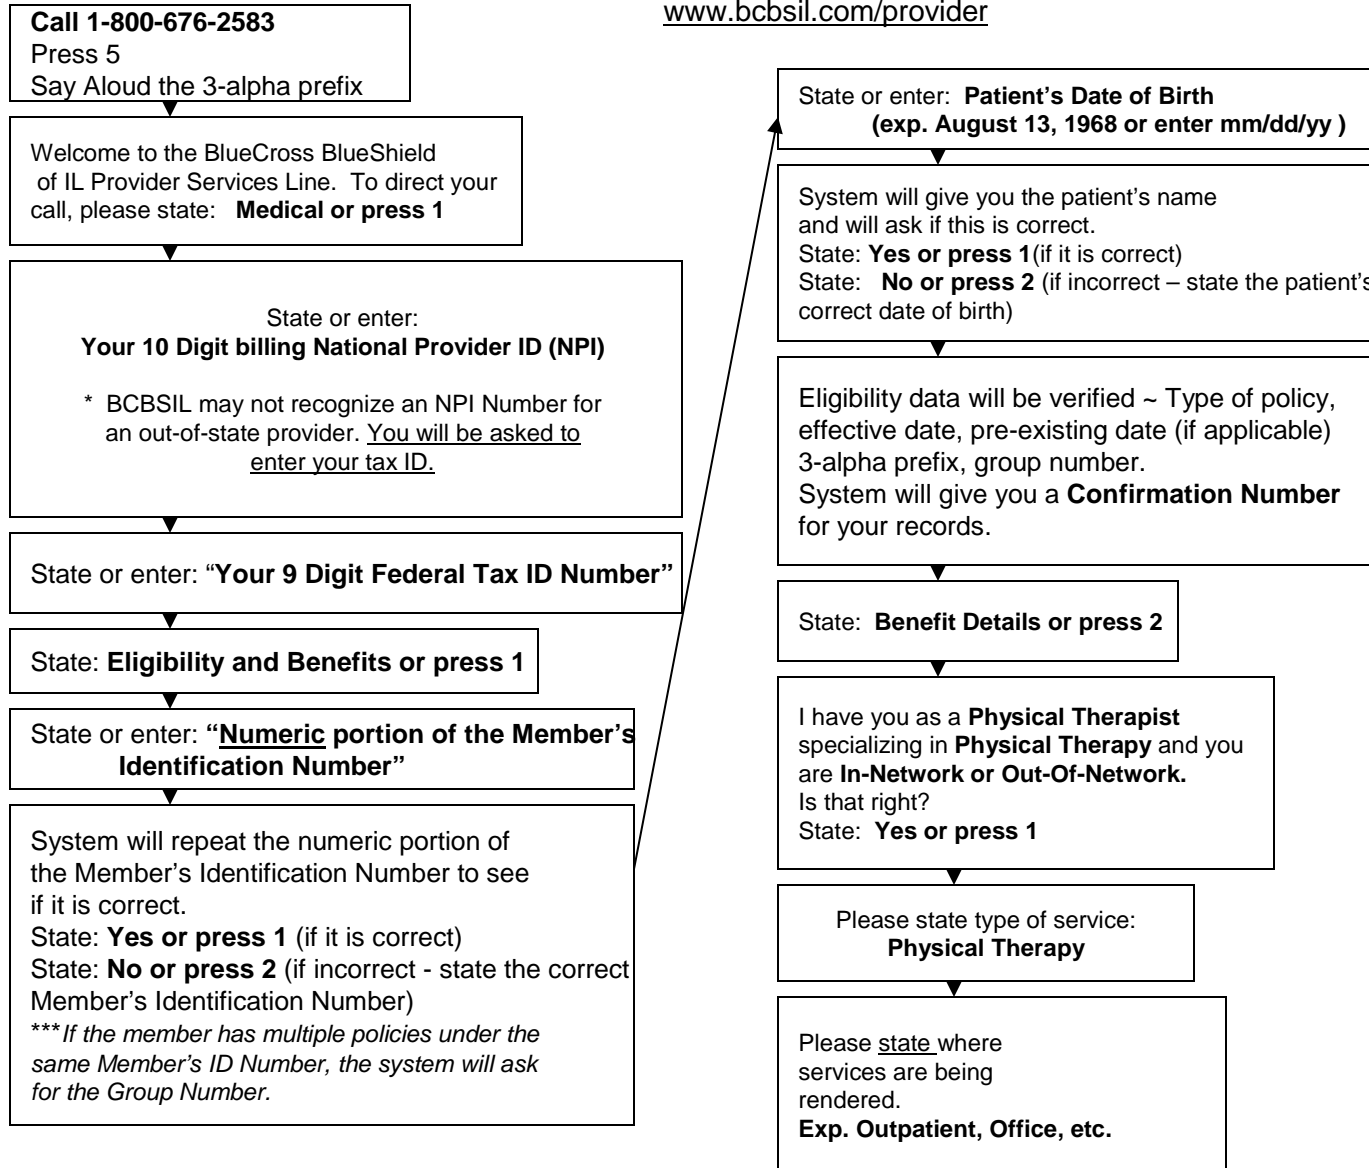 www.bcbsil.com/provider
Call 1-800-676-2583
Press 5
Say Aloud the 3-alpha prefix
Welcome to the BlueCross BlueShield
of IL Provider Services Line. To direct your
call, please state: Medical or press 1
State or enter:
Your 10 Digit billing National Provider ID (NPI)
* BCBSIL may not recognize an NPI Number for
an out-of-state provider. You will be asked to
enter your tax ID.
State or enter: “Your 9 Digit Federal Tax ID Number”
State: Eligibility and Benefits or press 1
State or enter: “Numeric portion of the Member’s
Identification Number”
System will repeat the numeric portion of
the Member’s Identification Number to see
if it is correct.
State: Yes or press 1 (if it is correct)
State: No or press 2 (if incorrect - state the correct
Member’s Identification Number)
***If the member has multiple policies under the
same Member’s ID Number, the system will ask
for the Group Number.
State or enter: Patient’s Date of Birth
(exp. August 13, 1968 or enter mm/dd/yy )
System will give you the patient’s name
and will ask if this is correct.
State: Yes or press 1(if it is correct)
State: No or press 2 (if incorrect – state the patient’s
correct date of birth)
Eligibility data will be verified ~ Type of policy,
effective date, pre-existing date (if applicable)
3-alpha prefix, group number.
System will give you a Confirmation Number
for your records.
State: Benefit Details or press 2
I have you as a Physical Therapist
specializing in Physical Therapy and you
are In-Network or Out-Of-Network.
Is that right?
State: Yes or press 1
Please state type of service:
Physical Therapy
Please state where
services are being
rendered.
Exp. Outpatient, Office, etc.